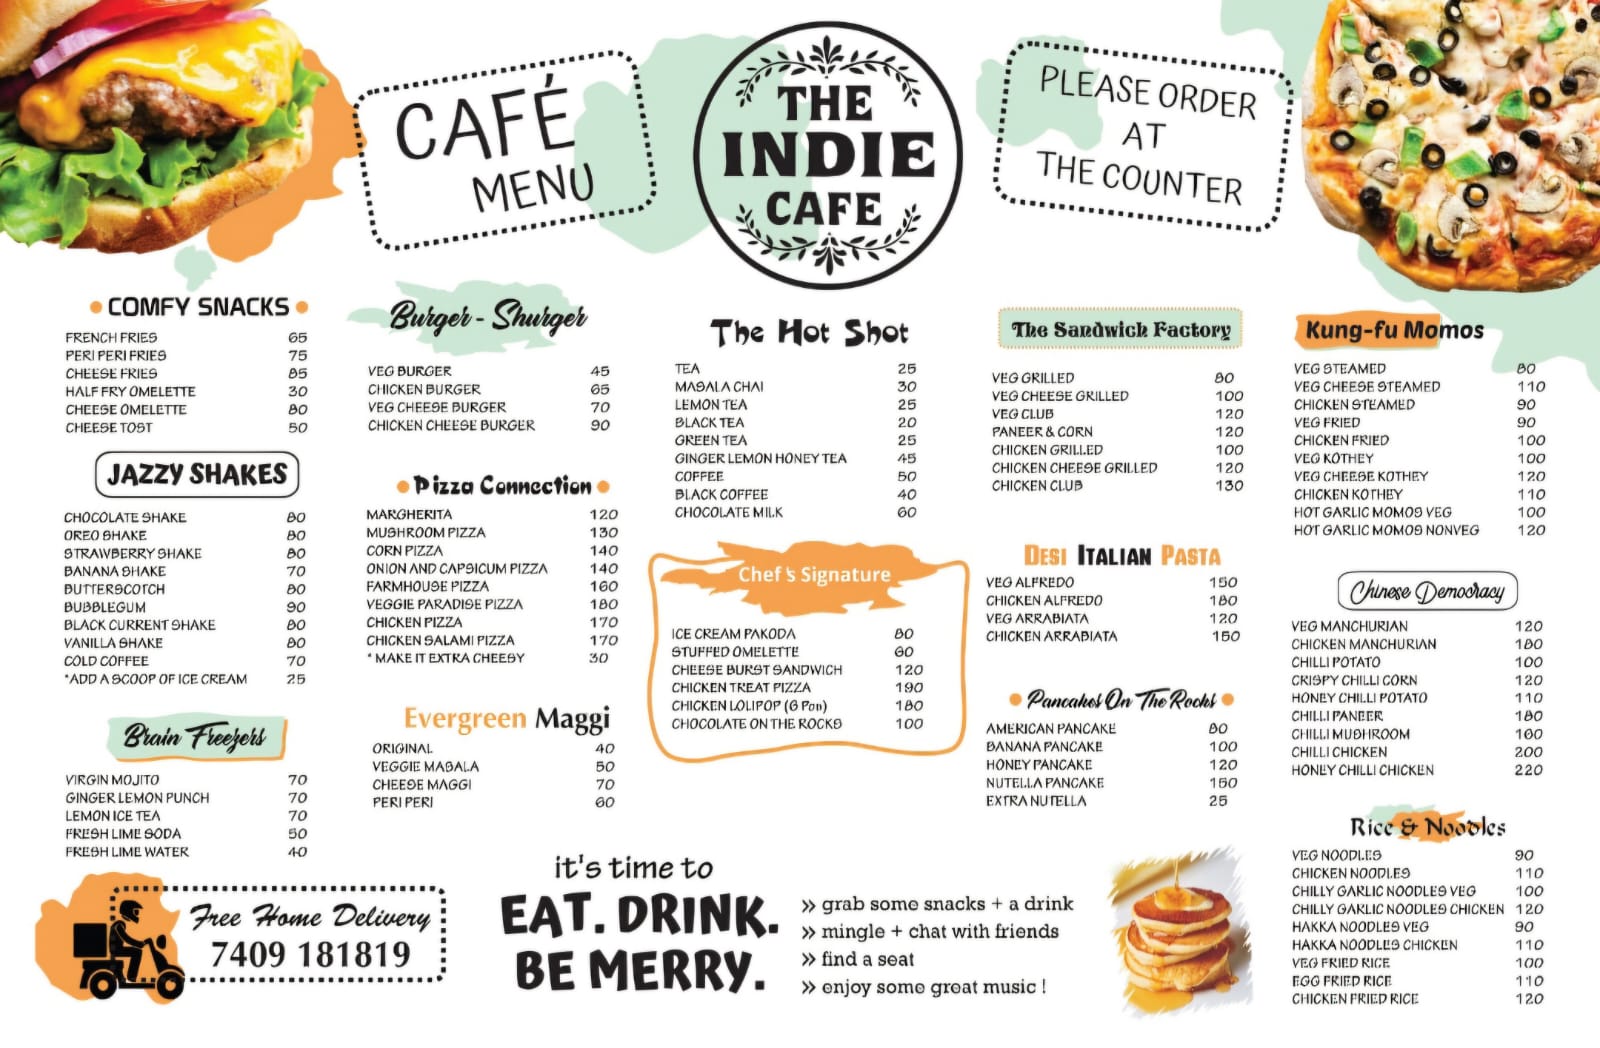 CAFÉ
MENU
THE
INDIE
CAFE
PLEASE ORDER
AT
THE COUNTER
COMFY SNACKS
FRENCH FRIES 65
PERI PERI FRIES 75
CHEESE FRIES 85
HALF FRY OMELETTE 30
CHEESE OMELETTE 80
CHEESE TOST 50
JAZZY SHAKES
CHOCOLATE SHAKE 80
OREO SHAKE 80
STRAWBERRY SHAKE 80
BANANA SHAKE 70
BUTTERSCOTCH 80
BUBBLEGUM 90
BLACK CURRENT SHAKE 80
VANILLA SHAKE 80
COLD COFFEE 70
*ADD A SCOOP OF ICE CREAM 25
Brain Freezers
VIRGIN MOJITO 70
GINGER LEMON PUNCH 70
LEMON ICE TEA 70
FRESH LIME SODA 50
FRESH LIME WATER 40
Free Home Delivery
7409 181819
Burger - Shurger
VEG BURGER 45
CHICKEN BURGER 65
VEG CHEESE BURGER 70
CHICKEN CHEESE BURGER 90
Pizza Connection
MARGHERITA 120
MUSHROOM PIZZA 130
CORN PIZZA 140
ONION AND CAPSICUM PIZZA 140
FARMHOUSE PIZZA 160
VEGGIE PARADISE PIZZA 180
CHICKEN PIZZA 170
CHICKEN SALAMI PIZZA 170
* MAKE IT EXTRA CHEESY 30
Evergreen Maggi
ORIGINAL 40
VEGGIE MASALA 50
CHEESE MAGGI 70
PERI PERI 60
The Hot Shot
TEA 25
MASALA CHAI 30
LEMON TEA 25
BLACK TEA 20
GREEN TEA 25
GINGER LEMON HONEY TEA 45
COFFEE 50
BLACK COFFEE 40
CHOCOLATE MILK 60
Chef's Signature
ICE CREAM PAKODA 80
STUFFED OMELETTE 60
CHEESE BURST SANDWICH 120
CHICKEN TREAT PIZZA 190
CHICKEN LOLIPOP (6 Pcs) 180
CHOCOLATE ON THE ROCKS 100
it's time to
EAT. DRINK.
BE MERRY.
» grab some snacks + a drink
» mingle + chat with friends
» find a seat
» enjoy some great music !
The Sandwich Factory
VEG GRILLED 80
VEG CHEESE GRILLED 100
VEG CLUB 120
PANEER & CORN 120
CHICKEN GRILLED 100
CHICKEN CHEESE GRILLED 120
CHICKEN CLUB 130
DESI ITALIAN PASTA
VEG ALFREDO 150
CHICKEN ALFREDO 180
VEG ARRABIATA 120
CHICKEN ARRABIATA 150
Pancakes On The Rocks
AMERICAN PANCAKE 80
BANANA PANCAKE 100
HONEY PANCAKE 120
NUTELLA PANCAKE 150
EXTRA NUTELLA 25
Kung-fu Momos
VEG STEAMED 80
VEG CHEESE STEAMED 110
CHICKEN STEAMED 90
VEG FRIED 90
CHICKEN FRIED 100
VEG KOTHEY 100
VEG CHEESE KOTHEY 120
CHICKEN KOTHEY 110
HOT GARLIC MOMOS VEG 100
HOT GARLIC MOMOS NONVEG 120
Chinese Democracy
VEG MANCHURIAN 120
CHICKEN MANCHURIAN 180
CHILLI POTATO 100
CRISPY CHILLI CORN 120
HONEY CHILLI POTATO 110
CHILLI PANEER 180
CHILLI MUSHROOM 160
CHILLI CHICKEN 200
HONEY CHILLI CHICKEN 220
Rice & Noodles
VEG NOODLES 90
CHICKEN NOODLES 110
CHILLY GARLIC NOODLES VEG 100
CHILLY GARLIC NOODLES CHICKEN 120
HAKKA NOODLES VEG 90
HAKKA NOODLES CHICKEN 110
VEG FRIED RICE 100
EGG FRIED RICE 110
CHICKEN FRIED RICE 120